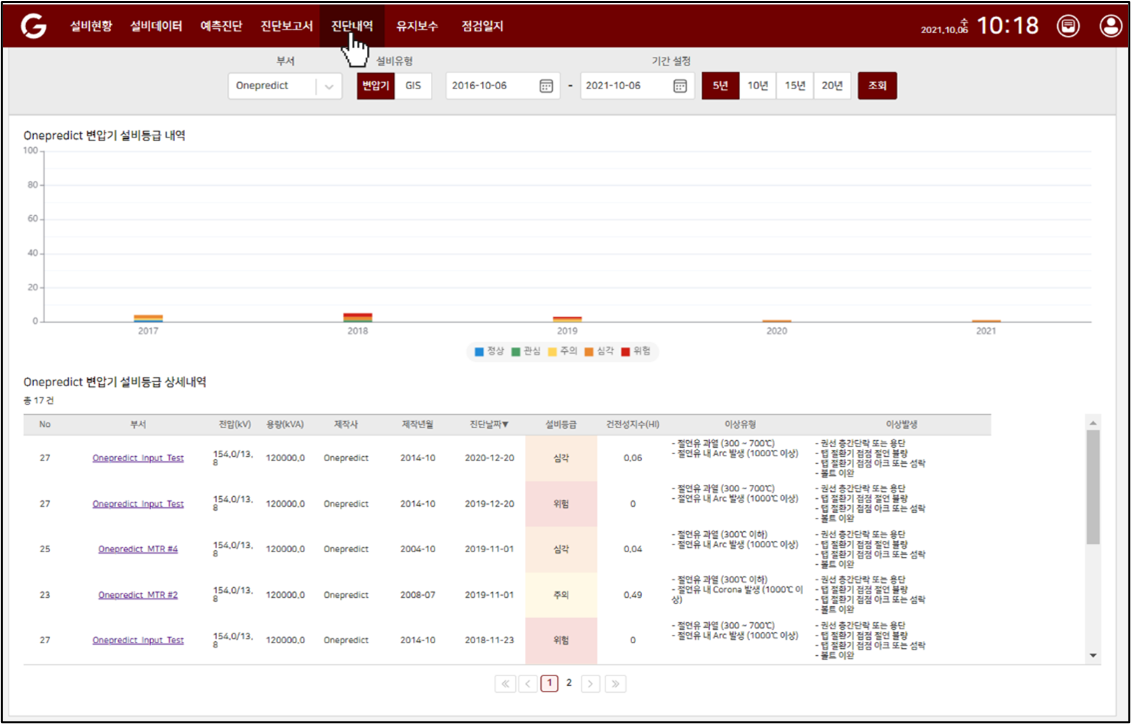 G 설비현황 설비데이터 예측진단 진단보고서 진단내역 유지보수 점검일지 2021.10.06 수 10:18
부서 설비유형 기간 설정
Onepredict 변압기 GIS 2016-10-06 - 2021-10-06 5년 10년 15년 20년 조회
Onepredict 변압기 설비등급 내역
100
80
60
40
20
0
2017 2018 2019 2020 2021
정상 관심 주의 심각 위험
Onepredict 변압기 설비등급 상세내역
총 17 건
No 부서 전압(kV) 용량(kVA) 제작사 제작년월 진단날짜▼ 설비등급 건전성지수(HI) 이상유형 이상발생
27 Onepredict Input Test 154.0/13.8 120000.0 Onepredict 2014-10 2020-12-20 심각 0.06
- 절연유 과열 (300 ~ 700℃)
- 절연유 내 Arc 발생 (1000℃ 이상)
- 권선 층간단락 또는 용단
- 탭 절환기 접점 절연 불량
- 탭 절환기 접점 아크 또는 섬락
- 볼트 이완
27 Onepredict Input Test 154.0/13.8 120000.0 Onepredict 2014-10 2019-12-20 위험 0
- 절연유 과열 (300 ~ 700℃)
- 절연유 내 Arc 발생 (1000℃ 이상)
- 권선 층간단락 또는 용단
- 탭 절환기 접점 절연 불량
- 탭 절환기 접점 아크 또는 섬락
- 볼트 이완
25 Onepredict MTR #4 154.0/13.8 120000.0 Onepredict 2004-10 2019-11-01 심각 0.04
- 절연유 과열 (300℃ 이하)
- 절연유 내 Arc 발생 (1000℃ 이상)
- 권선 층간단락 또는 용단
- 탭 절환기 접점 절연 불량
- 탭 절환기 접점 아크 또는 섬락
- 볼트 이완
23 Onepredict MTR #2 154.0/13.8 120000.0 Onepredict 2008-07 2019-11-01 주의 0.49
- 절연유 과열 (300℃ 이하)
- 절연유 내 Corona 발생 (1000℃ 이상)
- 권선 층간단락 또는 용단
- 탭 절환기 접점 절연 불량
- 탭 절환기 접점 아크 또는 섬락
- 볼트 이완
27 Onepredict Input Test 154.0/13.8 120000.0 Onepredict 2014-10 2018-11-23 위험 0
- 절연유 과열 (300 ~ 700℃)
- 절연유 내 Arc 발생 (1000℃ 이상)
- 권선 층간단락 또는 용단
- 탭 절환기 접점 절연 불량
- 탭 절환기 접점 아크 또는 섬락
- 볼트 이완
« < 1 2 > »